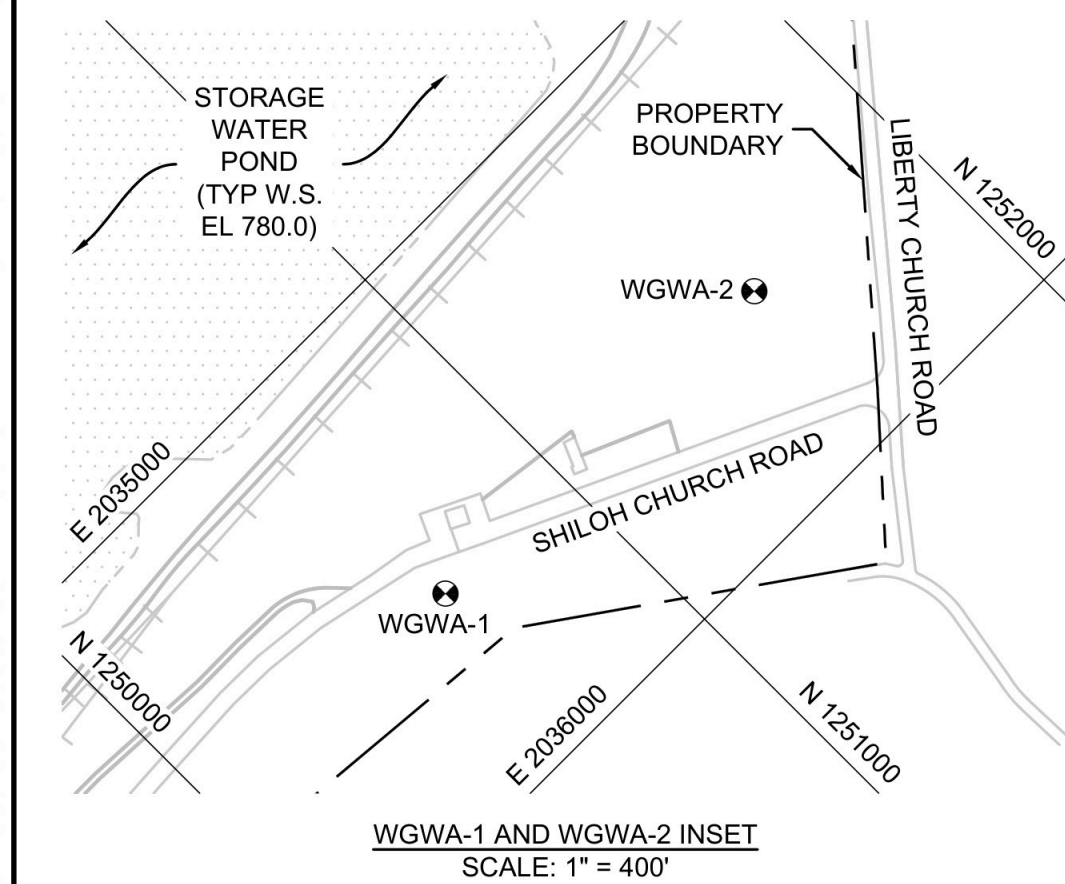 STORAGE
WATER
POND
(TYP W.S.
EL 780.0)
PROPERTY
BOUNDARY
LIBERTY CHURCH ROAD
N 1252000
WGWA-2
E 2035000
SHILOH CHURCH ROAD
WGWA-1
N 1250000
E 2036000
N 1251000
WGWA-1 AND WGWA-2 INSET
SCALE: 1" = 400'